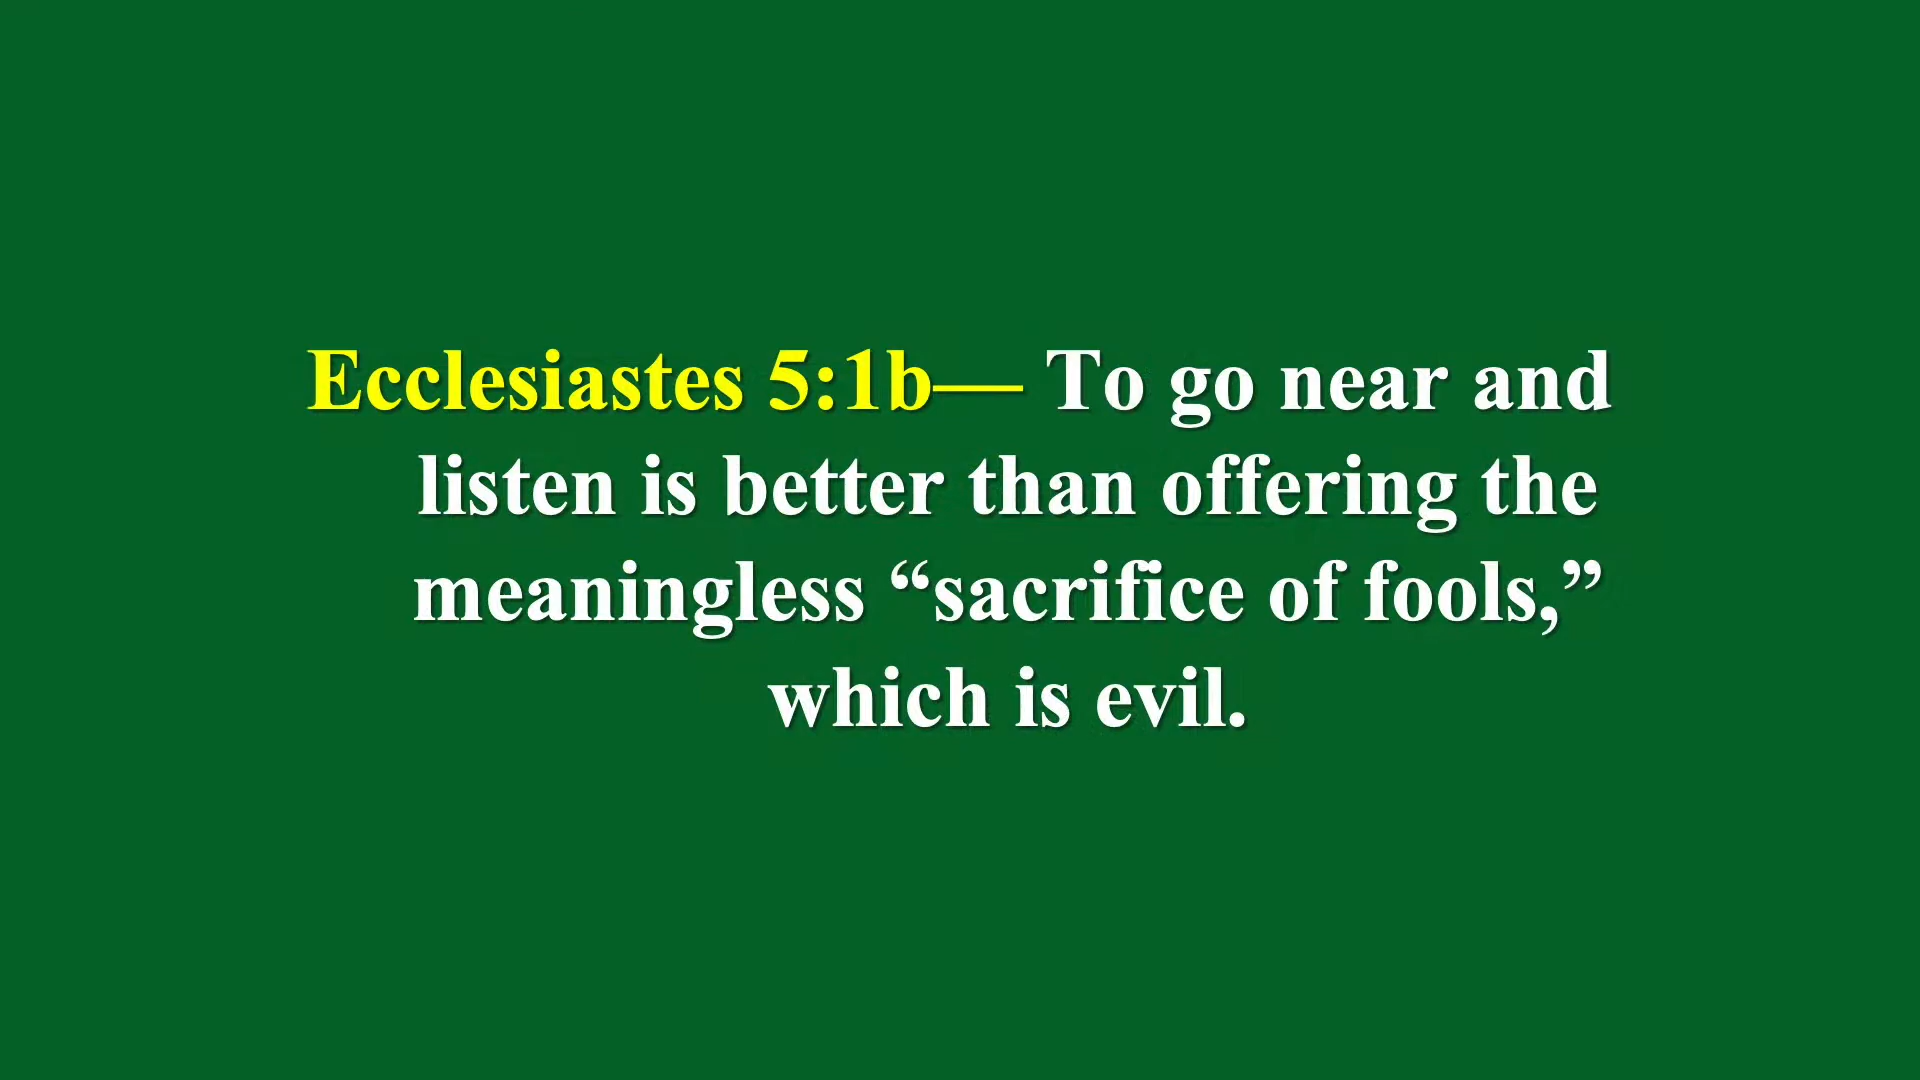 Ecclesiastes 5:1b— To go near and
listen is better than offering the
meaningless “sacrifice of fools,”
which is evil.